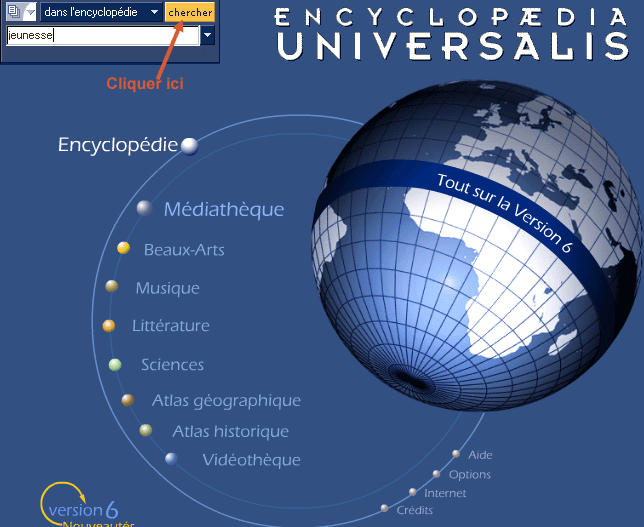 dans l'encyclopédie
chercher
jeunesse
Cliquer ici
ENCYCLOPÆDIA
UNIVERSALIS
Encyclopédie
Tout sur la Version 6
Médiathèque
Beaux-Arts
Musique
Littérature
Sciences
Atlas géographique
Atlas historique
Vidéothèque
Aide
Options
Internet
Crédits
version 6
Nouveautés